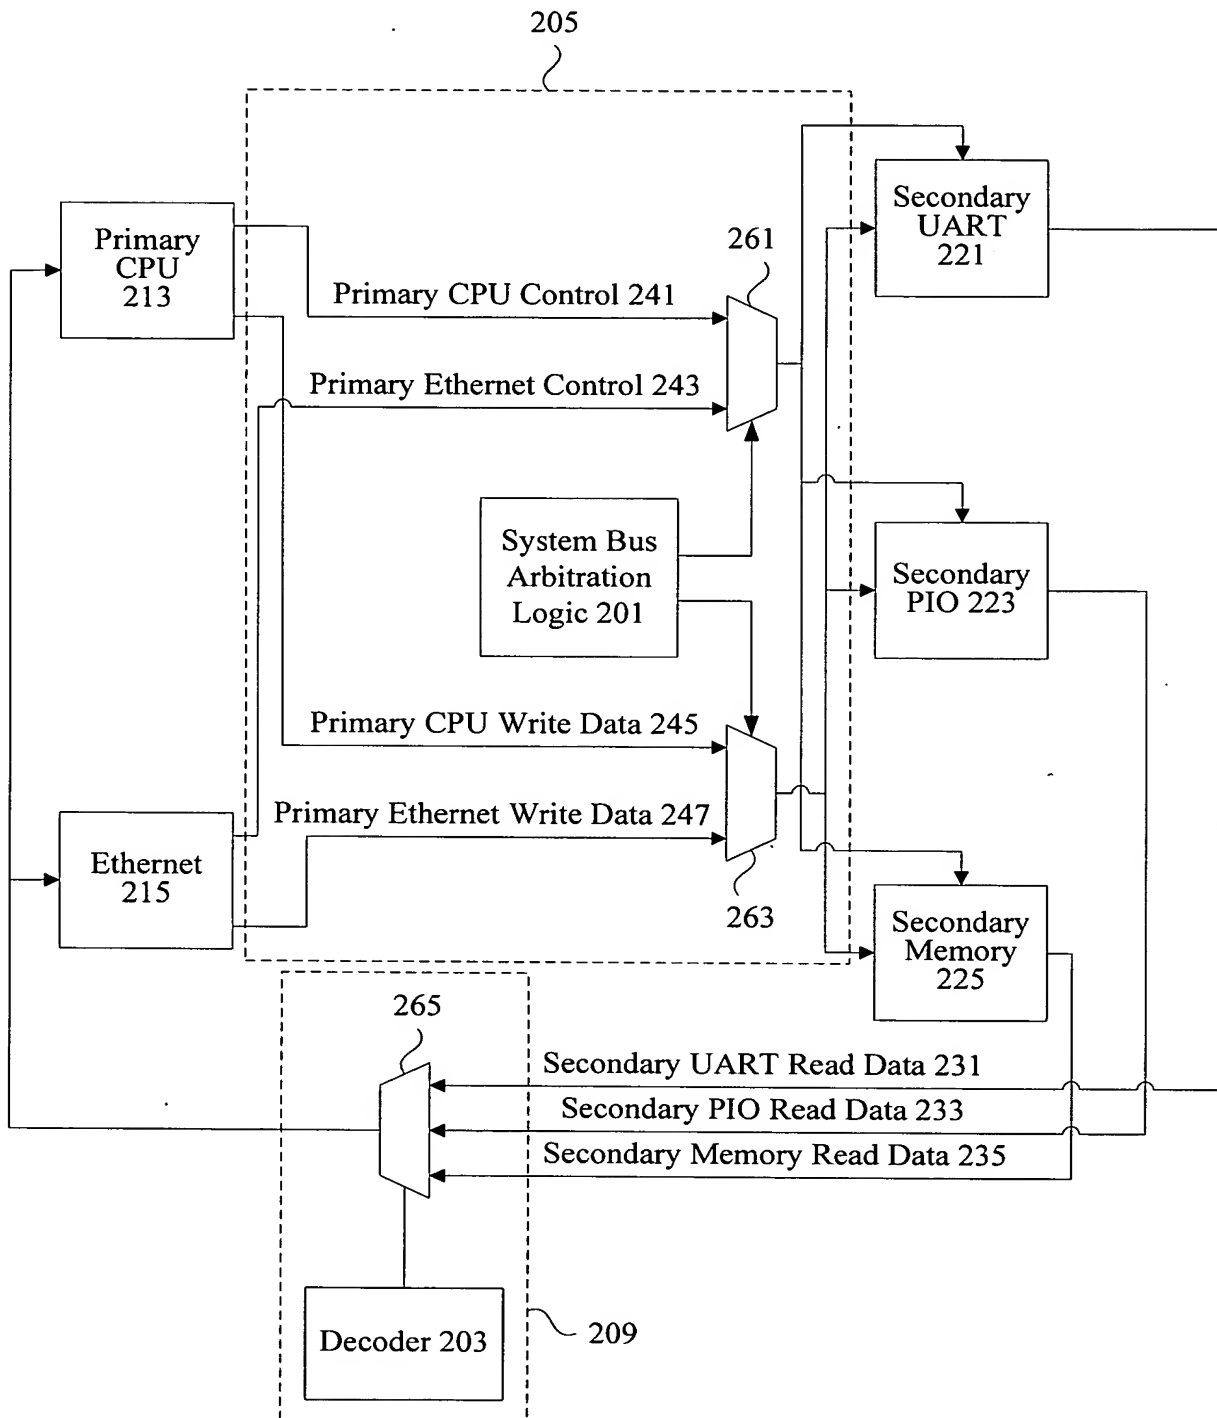 205
Secondary
UART
221
Primary
CPU
213
261
Primary CPU Control 241
Primary Ethernet Control 243
System Bus
Arbitration
Logic 201
Secondary
PIO 223
Primary CPU Write Data 245
Primary Ethernet Write Data 247
Ethernet
215
263
Secondary
Memory
225
265
Secondary UART Read Data 231
Secondary PIO Read Data 233
Secondary Memory Read Data 235
Decoder 203
209